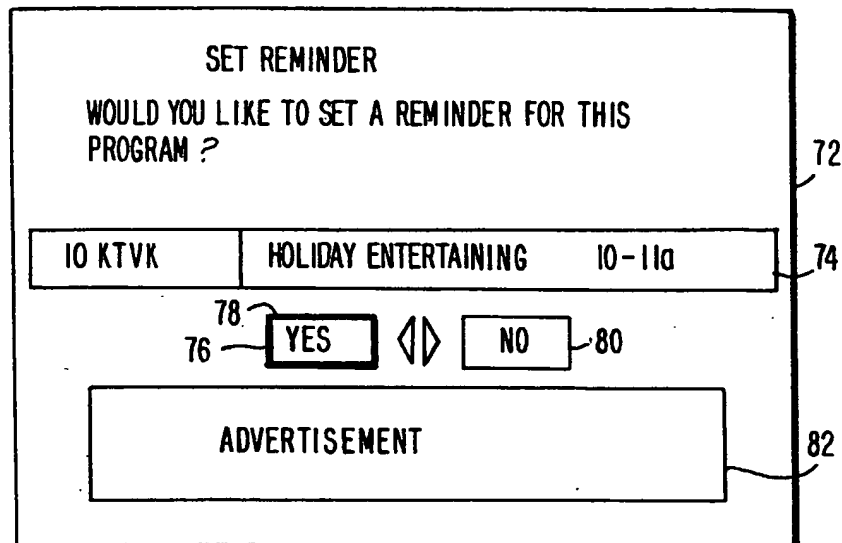 SET REMINDER
WOULD YOU LIKE TO SET A REMINDER FOR THIS
PROGRAM ?
72
10 KTVK HOLIDAY ENTERTAINING 10-11a 74
78
76 YES NO 80
ADVERTISEMENT
82